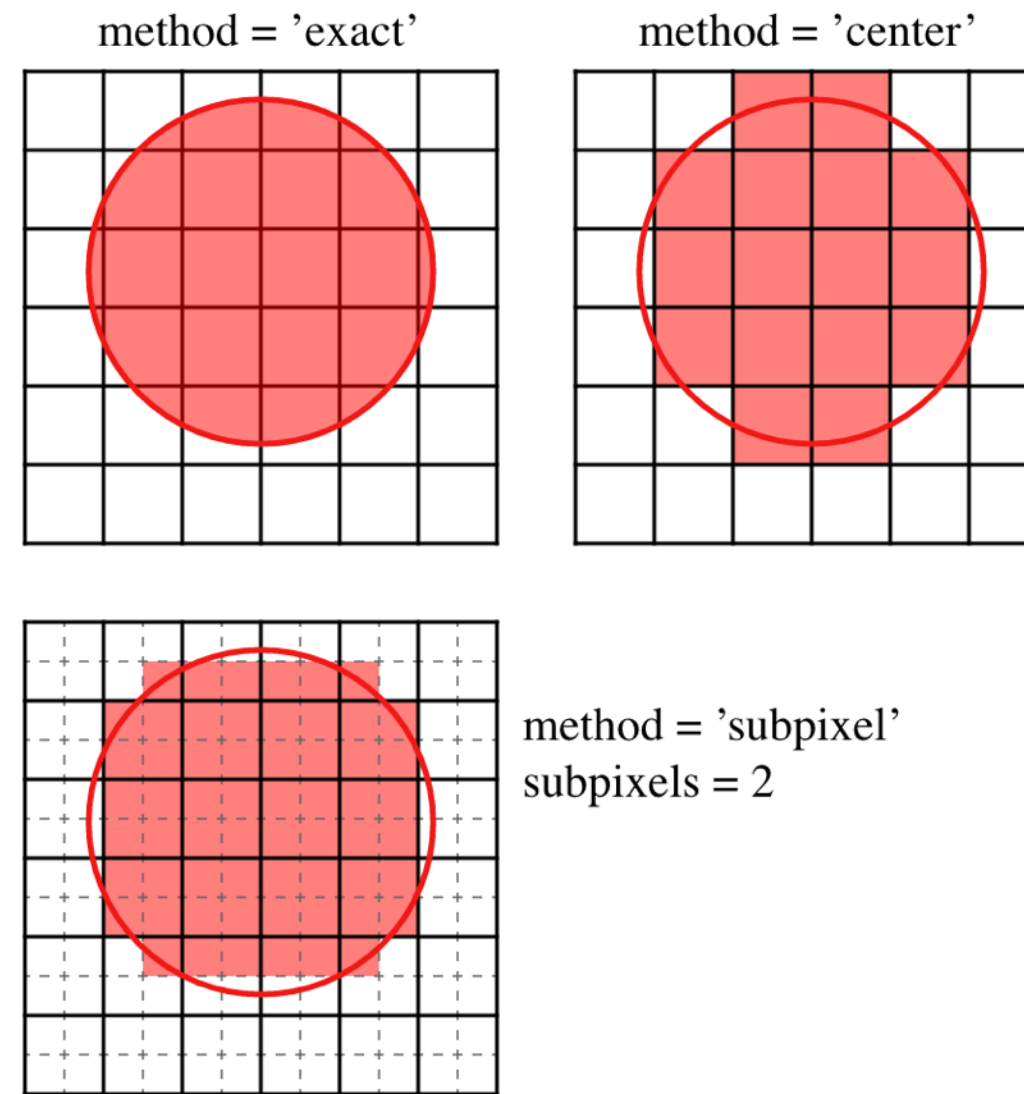 method = ’exact’
method = ’center’
method = ’subpixel’
subpixels = 2